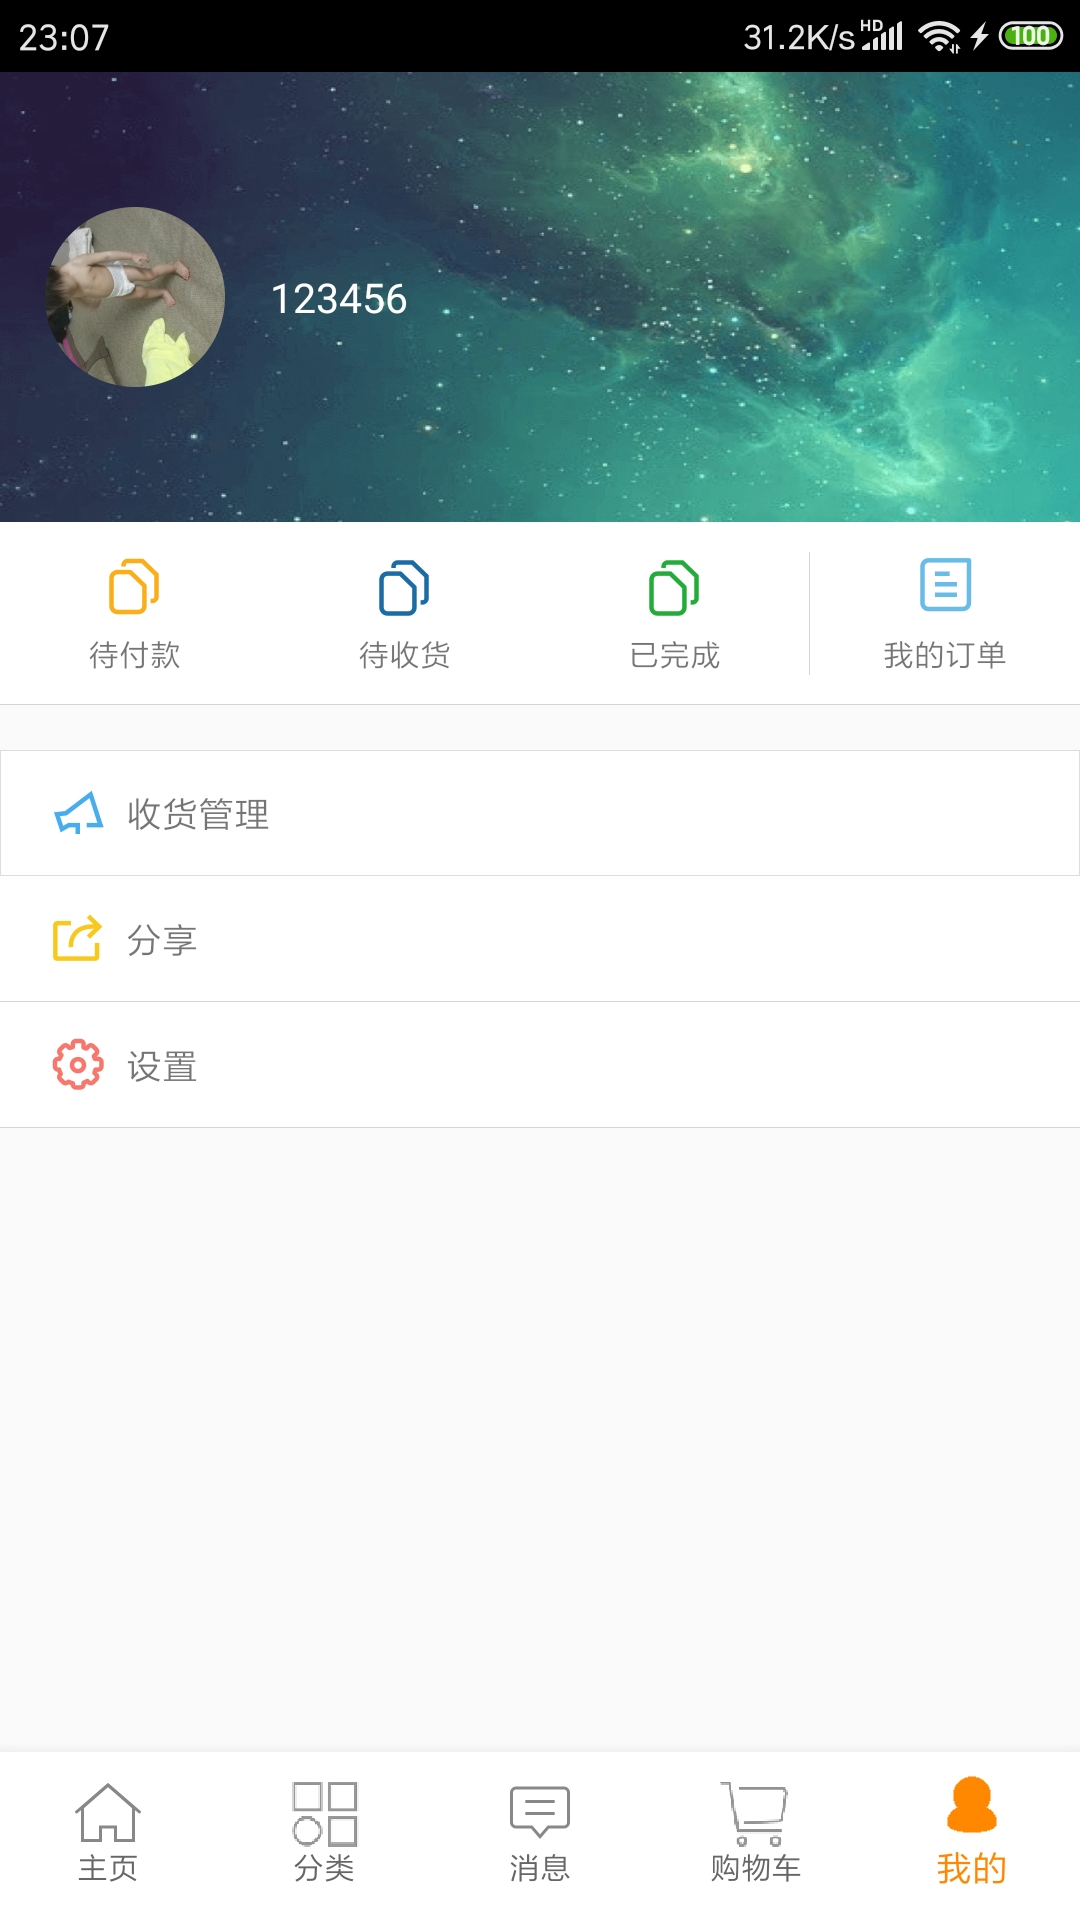 23:07 31.2K/s HD 100
123456
待付款 待收货 已完成 我的订单
收货管理
分享
设置
主页 分类 消息 购物车 我的